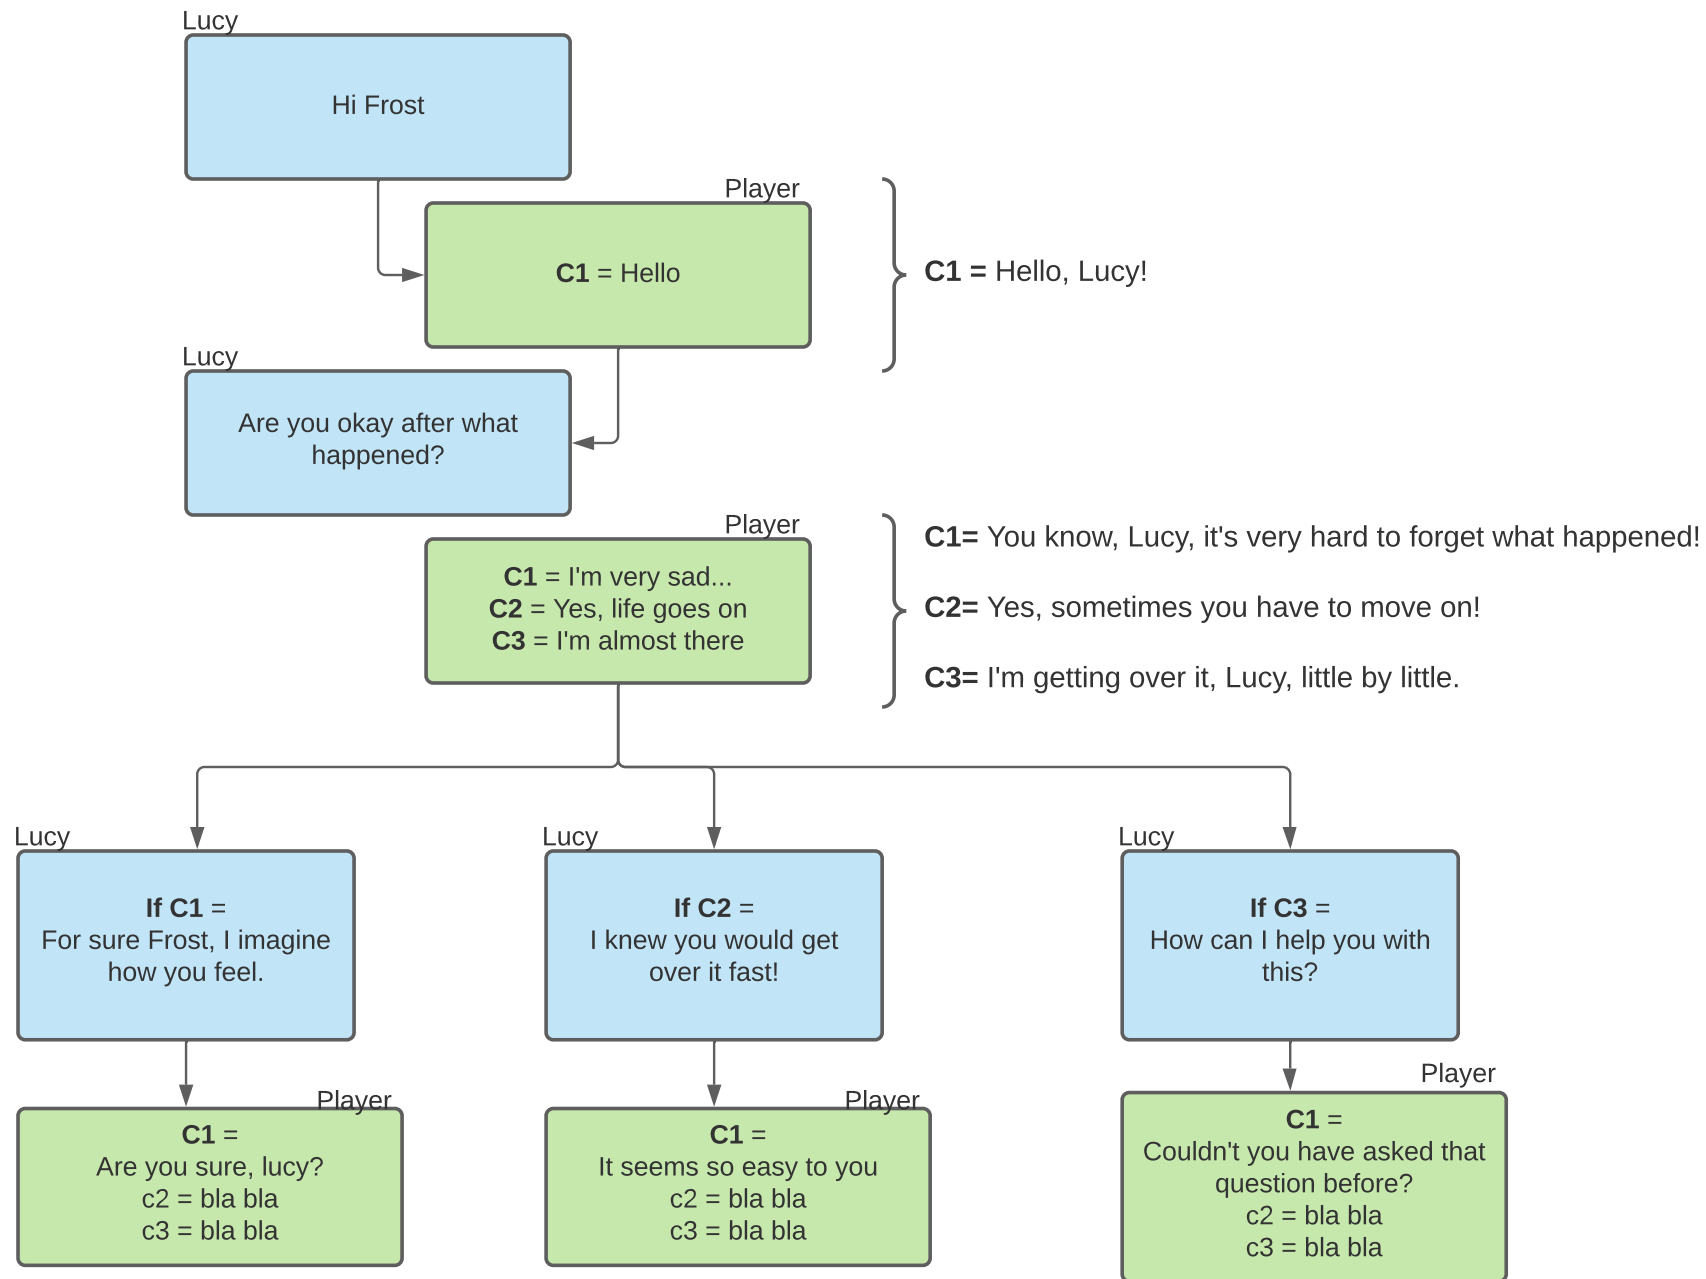 Lucy
Hi Frost
Player
C1 = Hello
C1 = Hello, Lucy!
Lucy
Are you okay after what
happened?
Player
C1 = I'm very sad...
C2 = Yes, life goes on
C3 = I'm almost there
C1= You know, Lucy, it's very hard to forget what happened!
C2= Yes, sometimes you have to move on!
C3= I'm getting over it, Lucy, little by little.
Lucy
If C1 =
For sure Frost, I imagine
how you feel.
Lucy
If C2 =
I knew you would get
over it fast!
Lucy
If C3 =
How can I help you with
this?
Player
C1 =
Are you sure, lucy?
c2 = bla bla
c3 = bla bla
Player
C1 =
It seems so easy to you
c2 = bla bla
c3 = bla bla
Player
C1 =
Couldn't you have asked that
question before?
c2 = bla bla
c3 = bla bla